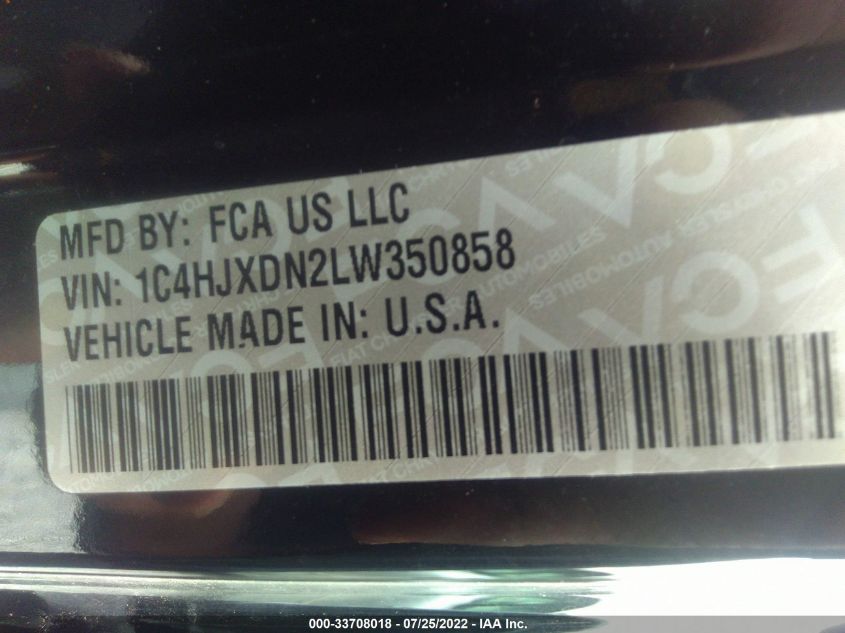 MFD BY: FCA US LLC
VIN: 1C4HJXDN2LW350858
VEHICLE MADE IN: U.S.A.
000-33708018 - 07/25/2022 - IAA Inc.